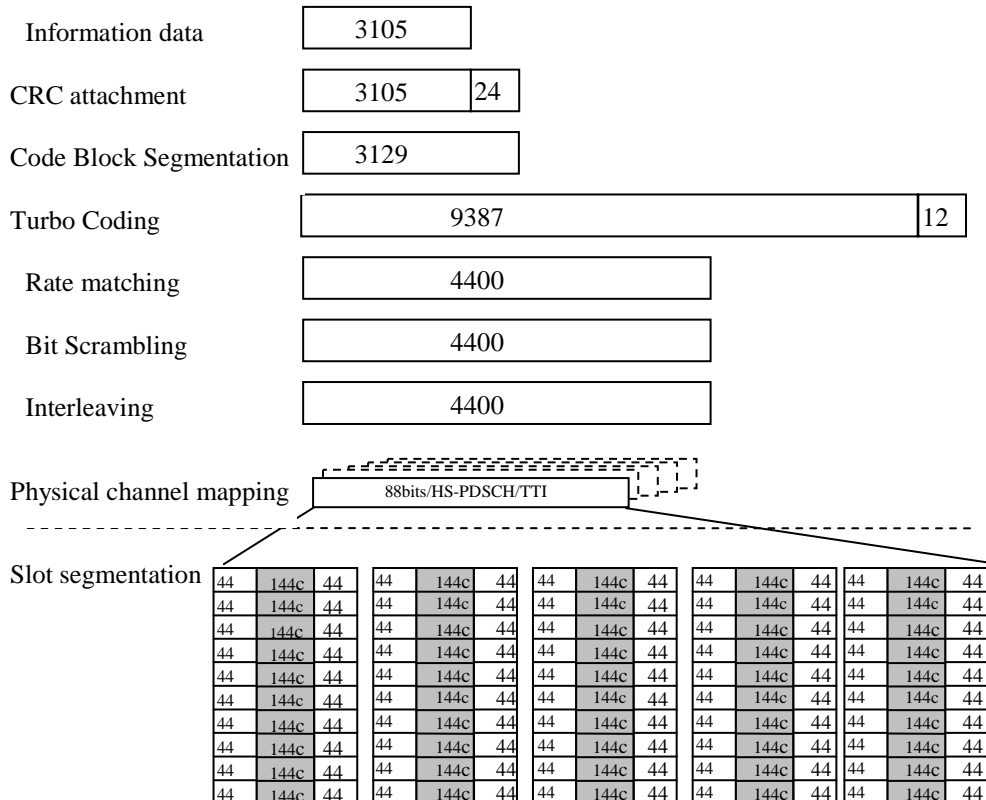 Information data 3105
CRC attachment 3105 24
Code Block Segmentation 3129
Turbo Coding 9387 12
Rate matching 4400
Bit Scrambling 4400
Interleaving 4400
Physical channel mapping 88bits/HS-PDSCH/TTI
Slot segmentation 44 144c 44 44 144c 44 44 144c 44 44 144c 44 44 144c 44
44 144c 44 44 144c 44 44 144c 44 44 144c 44 44 144c 44
44 144c 44 44 144c 44 44 144c 44 44 144c 44 44 144c 44
44 144c 44 44 144c 44 44 144c 44 44 144c 44 44 144c 44
44 144c 44 44 144c 44 44 144c 44 44 144c 44 44 144c 44
44 144c 44 44 144c 44 44 144c 44 44 144c 44 44 144c 44
44 144c 44 44 144c 44 44 144c 44 44 144c 44 44 144c 44
44 144c 44 44 144c 44 44 144c 44 44 144c 44 44 144c 44
44 144c 44 44 144c 44 44 144c 44 44 144c 44 44 144c 44
44 144c 44 44 144c 44 44 144c 44 44 144c 44 44 144c 44